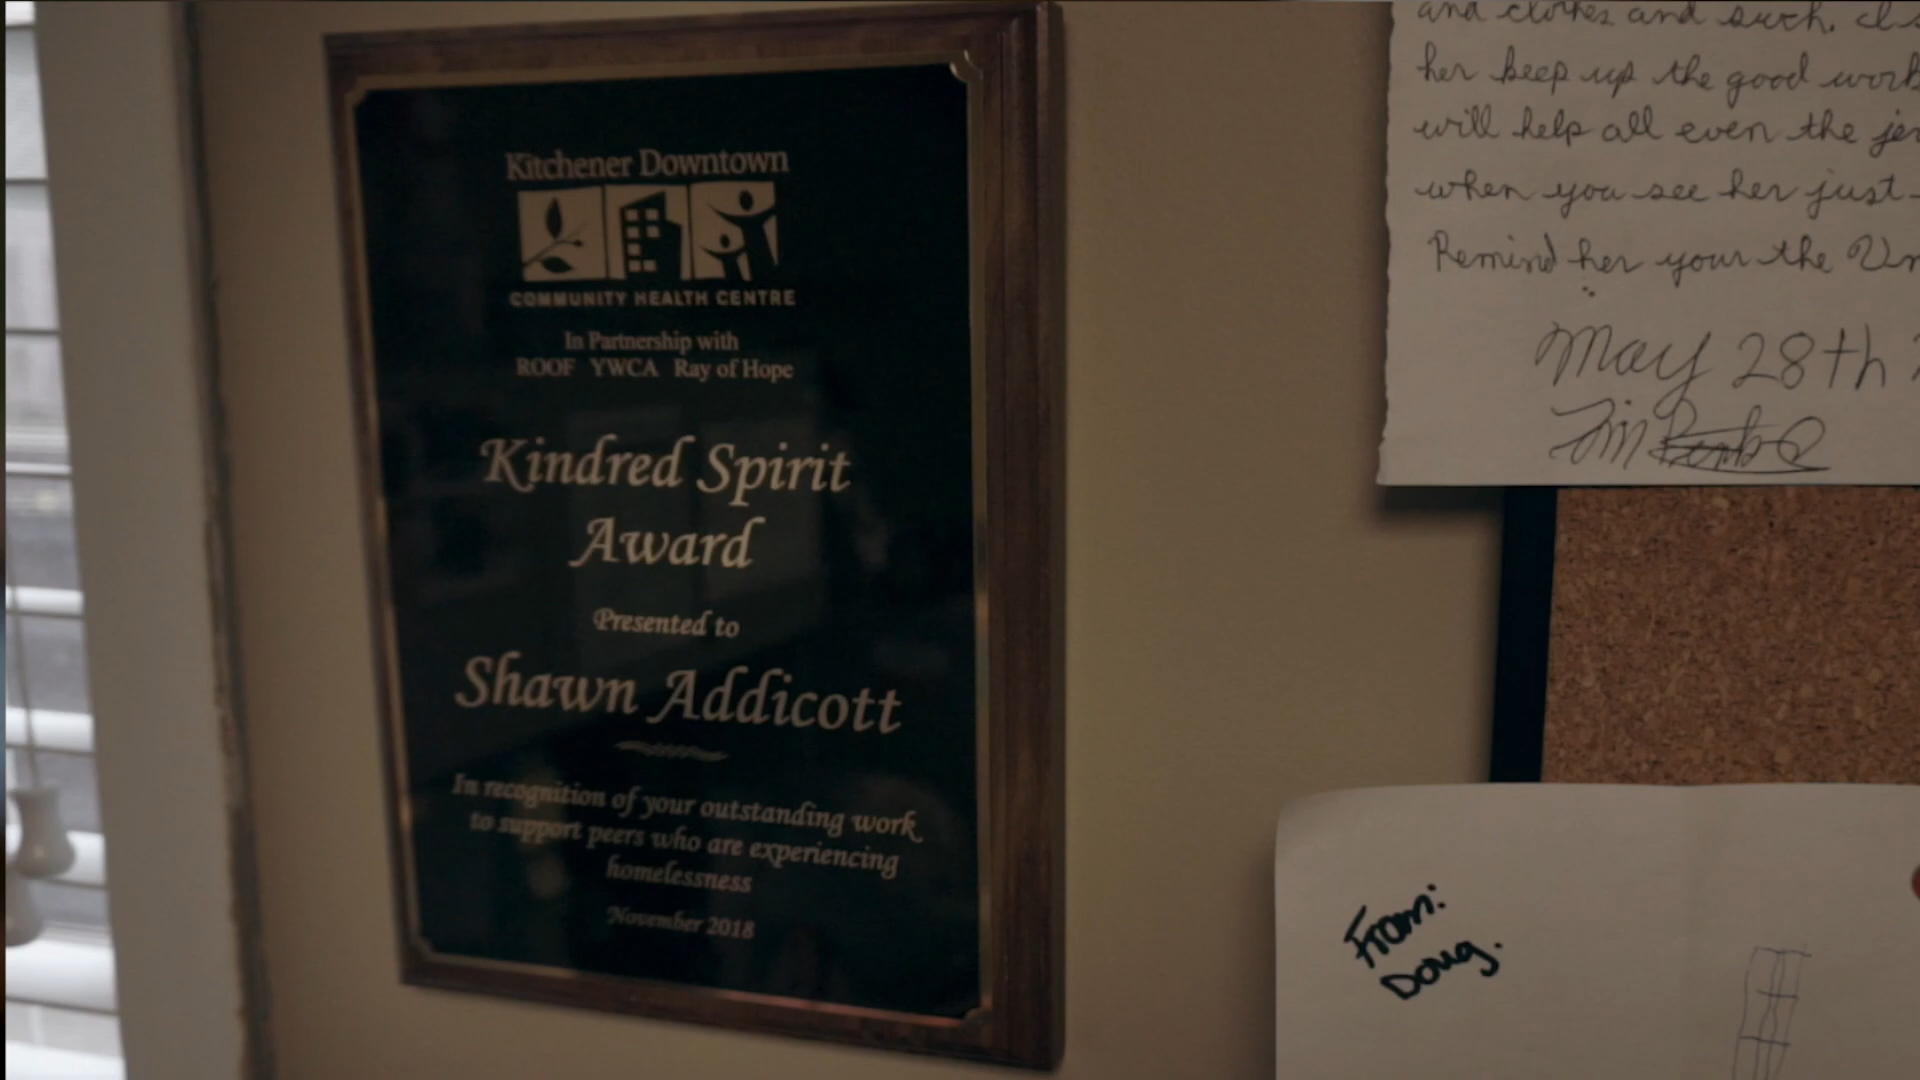 Kitchener Downtown
COMMUNITY HEALTH CENTRE
In Partnership with
ROOF YWCA Ray of Hope
Kindred Spirit
Award
Presented to
Shawn Addicott
In recognition of your outstanding work
to support peers who are experiencing
homelessness
November 2018
and clothes and such.
her keep up the good work
will help all even the
when you see her just
Remind her your the
May 28th
From:
Doug.